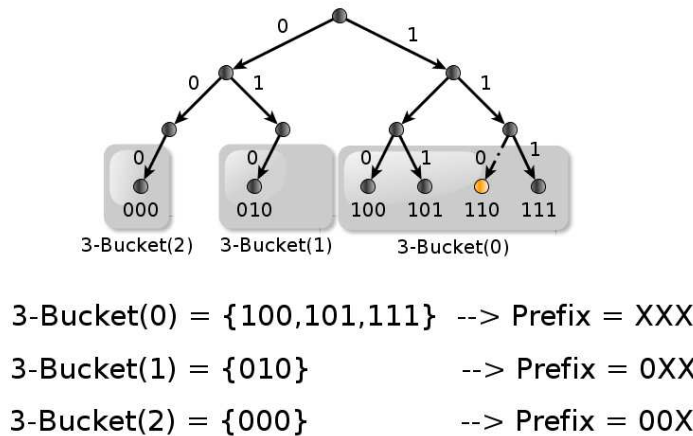 0 1
0 1 1
0 0 0 1 0 1
000 010 100 101 110 111
3-Bucket(2) 3-Bucket(1) 3-Bucket(0)
3-Bucket(0) = {100,101,111} --> Prefix = XXX
3-Bucket(1) = {010} --> Prefix = 0XX
3-Bucket(2) = {000} --> Prefix = 00X